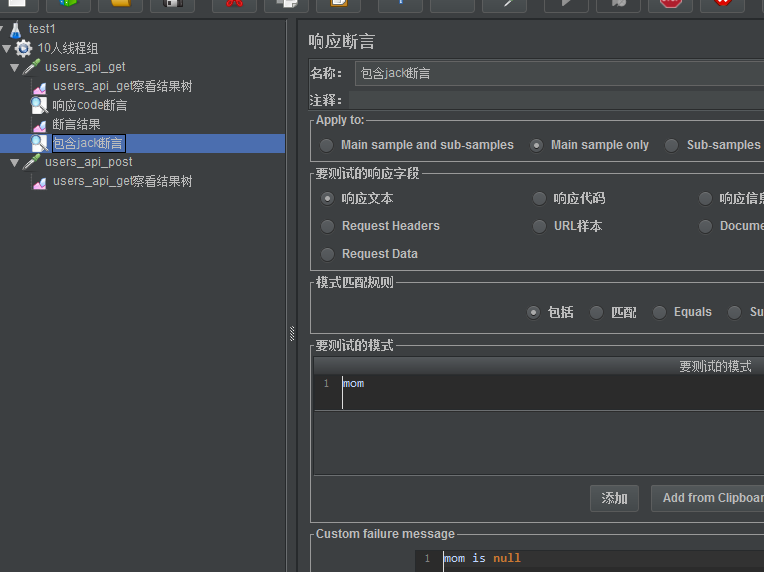 test1
10人线程组
users_api_get
users_api_get察看结果树
响应code断言
断言结果
包含jack断言
users_api_post
users_api_get察看结果树
响应断言
名称： 包含jack断言
注释：
Apply to:
Main sample and sub-samples Main sample only Sub-samples
要测试的响应字段
响应文本 响应代码 响应信息
Request Headers URL样本 Docume
Request Data
模式匹配规则
包括 匹配 Equals Su
要测试的模式
要测试的模式
1 mom
添加 Add from Clipboar
Custom failure message
1 mom is null